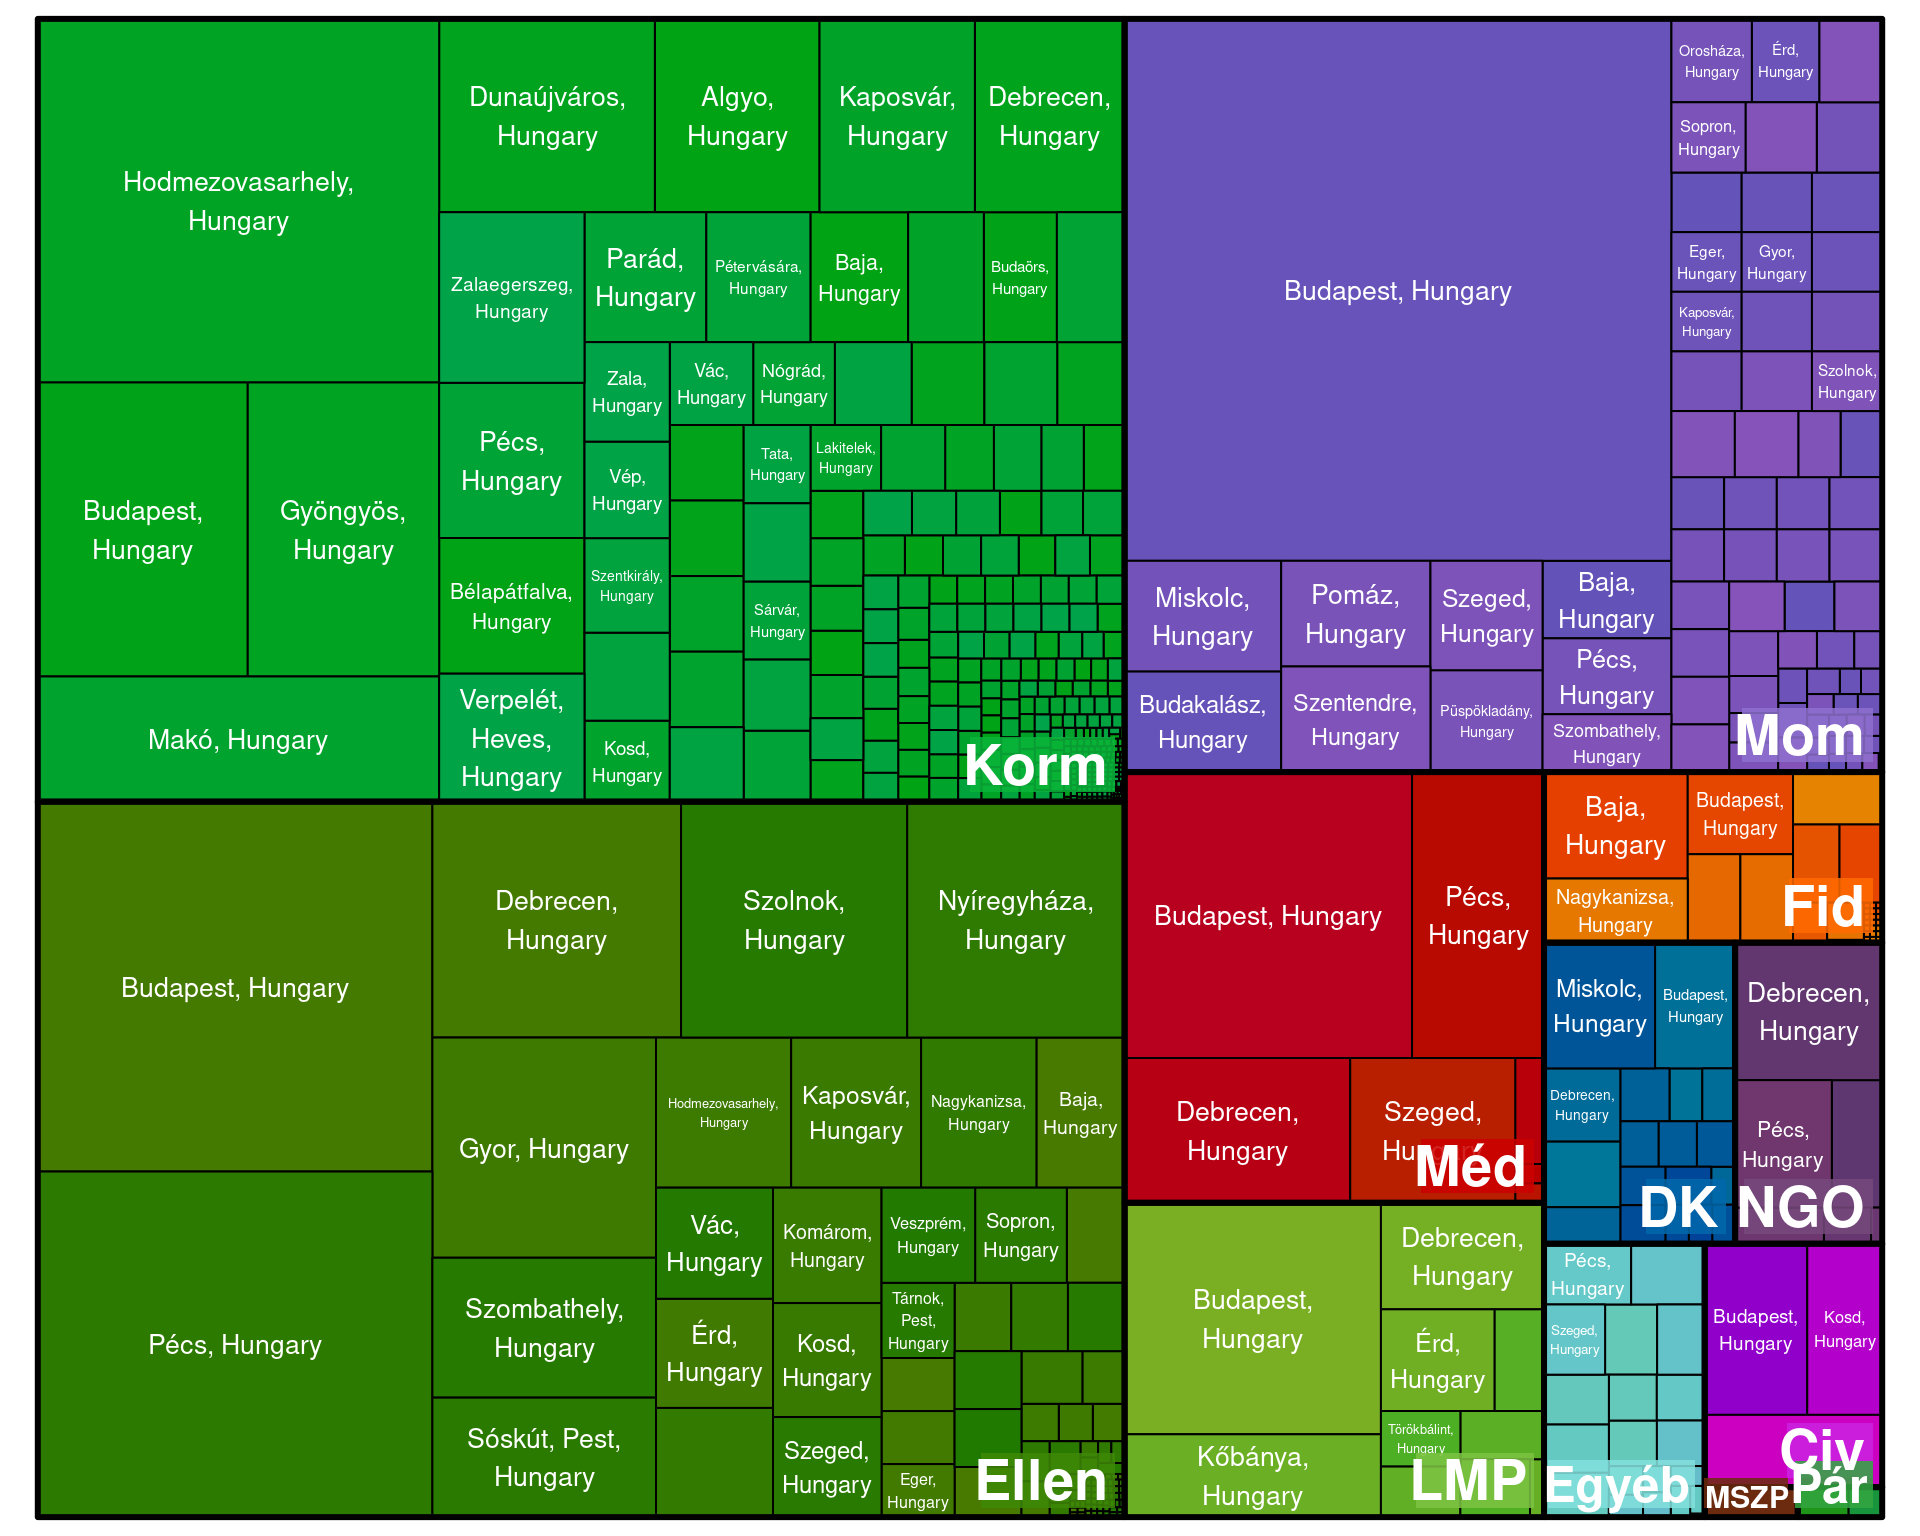 Hodmezovasarhely,
Hungary
Budapest,
Hungary
Gyöngyös,
Hungary
Makó, Hungary
Dunaújváros,
Hungary
Algyo,
Hungary
Kaposvár,
Hungary
Debrecen,
Hungary
Zalaegerszeg,
Hungary
Parád,
Hungary
Pétervására,
Hungary
Baja,
Hungary
Budaörs,
Hungary
Zala,
Hungary
Vác,
Hungary
Nógrád,
Hungary
Pécs,
Hungary
Vép,
Hungary
Tata,
Hungary
Lakitelek,
Hungary
Bélapátfalva,
Hungary
Szentkirály,
Hungary
Sárvár,
Hungary
Verpelét,
Heves,
Hungary
Kosd,
Hungary
Korm
Budapest, Hungary
Orosháza,
Hungary
Érd,
Hungary
Sopron,
Hungary
Eger,
Hungary
Gyor,
Hungary
Kaposvár,
Hungary
Szolnok,
Hungary
Miskolc,
Hungary
Pomáz,
Hungary
Szeged,
Hungary
Baja,
Hungary
Pécs,
Hungary
Budakalász,
Hungary
Szentendre,
Hungary
Püspökladány,
Hungary
Szombathely,
Hungary
Mom
Budapest, Hungary
Pécs, Hungary
Debrecen,
Hungary
Szolnok,
Hungary
Nyíregyháza,
Hungary
Gyor, Hungary
Hodmezovasarhely,
Hungary
Kaposvár,
Hungary
Nagykanizsa,
Hungary
Baja,
Hungary
Szombathely,
Hungary
Sóskút, Pest,
Hungary
Vác,
Hungary
Komárom,
Hungary
Veszprém,
Hungary
Sopron,
Hungary
Érd,
Hungary
Kosd,
Hungary
Tárnok,
Pest,
Hungary
Szeged,
Hungary
Eger,
Hungary
Ellen
Budapest, Hungary
Pécs,
Hungary
Debrecen,
Hungary
Szeged,
Hungary
Méd
Baja,
Hungary
Budapest,
Hungary
Nagykanizsa,
Hungary
Fid
Miskolc,
Hungary
Budapest,
Hungary
Debrecen,
Hungary
DK
Debrecen,
Hungary
Pécs,
Hungary
NGO
Budapest,
Hungary
Debrecen,
Hungary
Érd,
Hungary
Törökbálint,
Hungary
Kőbánya,
Hungary
LMP
Pécs,
Hungary
Szeged,
Hungary
Egyéb
Budapest,
Hungary
Kosd,
Hungary
Civ
MSZP
Pár